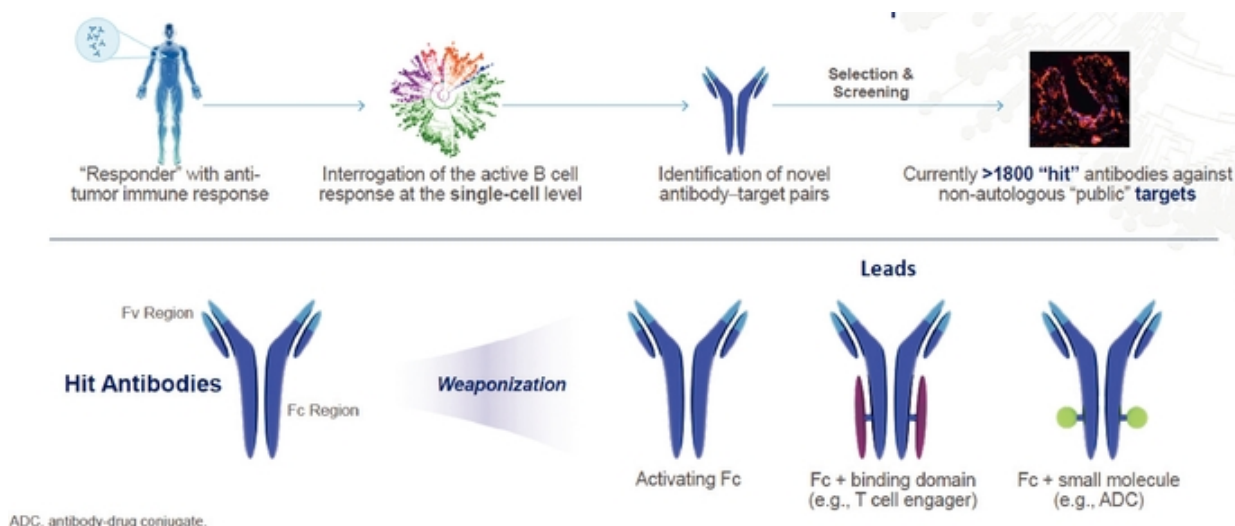 Selection &
Screening
“Responder” with anti-
tumor immune response
Interrogation of the active B cell
response at the single-cell level
Identification of novel
antibody–target pairs
Currently >1800 “hit” antibodies against
non-autologous “public” targets
Leads
Fv Region
Hit Antibodies
Fc Region
Weaponization
Activating Fc
Fc + binding domain
(e.g., T cell engager)
Fc + small molecule
(e.g., ADC)
ADC, antibody-drug conjugate.